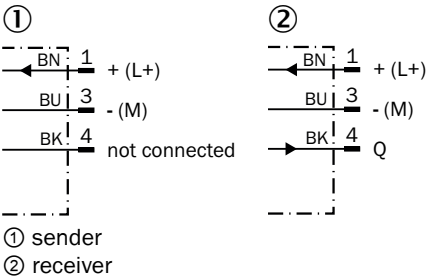 ① ②
BN 1 + (L+) BN 1 + (L+)
BU 3 - (M) BU 3 - (M)
BK 4 not connected BK 4 Q
① sender
② receiver